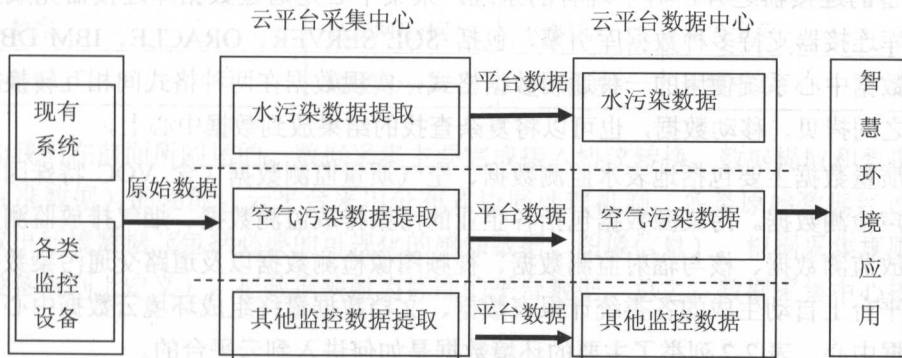 云平台采集中心
云平台数据中心
现有
系统
各类
监控
设备
原始数据
水污染数据提取
空气污染数据提取
其他监控数据提取
平台数据
平台数据
平台数据
水污染数据
空气污染数据
其他监控数据
智
慧
环
境
应
用